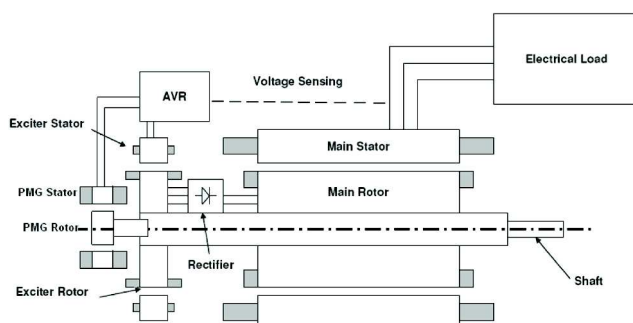 Electrical Load
Voltage Sensing
AVR
Exciter Stator
Main Stator
PMG Stator
Main Rotor
PMG Rotor
Rectifier
Shaft
Exciter Rotor